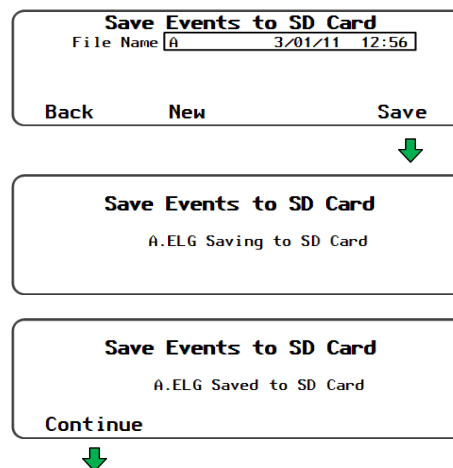 Save Events to SD Card
File Name A 3/01/11 12:56
Back New Save
Save Events to SD Card
A.ELG Saving to SD Card
Save Events to SD Card
A.ELG Saved to SD Card
Continue